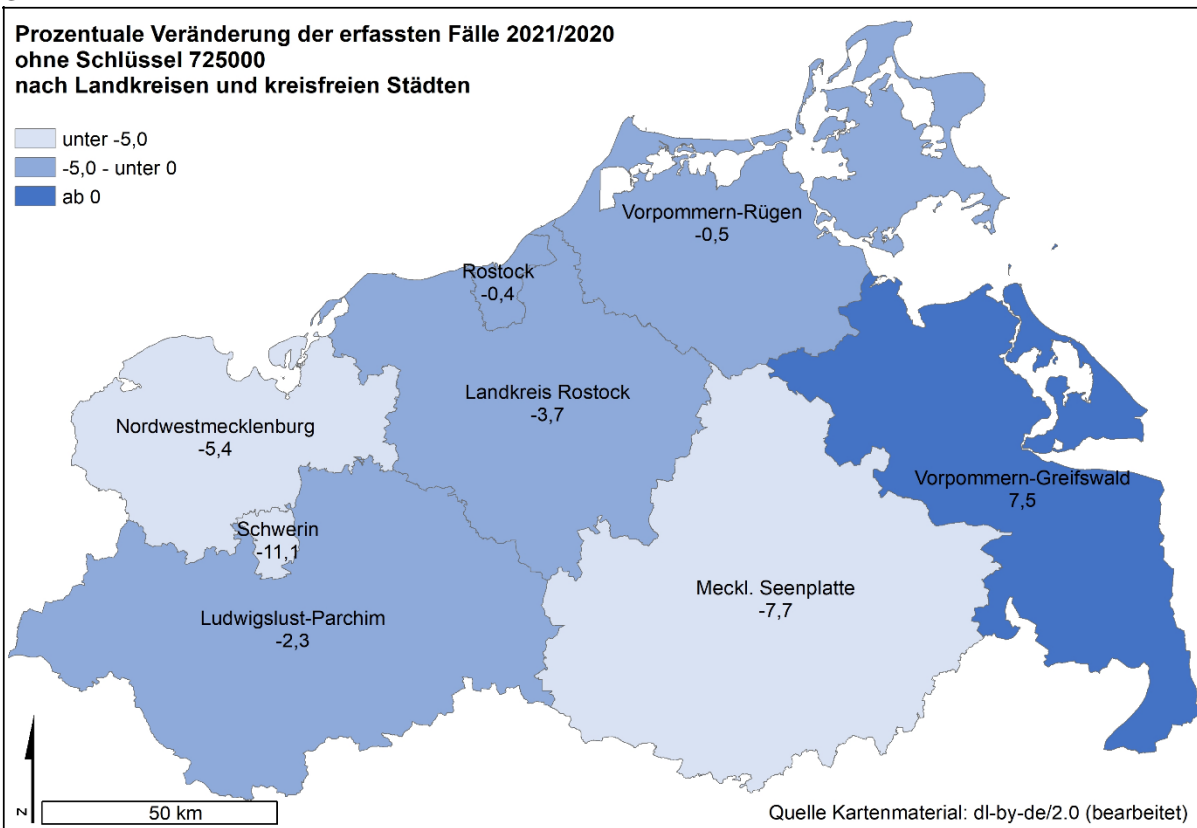 Prozentuale Veränderung der erfassten Fälle 2021/2020
ohne Schlüssel 725000
nach Landkreisen und kreisfreien Städten
unter -5,0
-5,0 - unter 0
ab 0
Vorpommern-Rügen
-0,5
Rostock
-0,4
Landkreis Rostock
-3,7
Nordwestmecklenburg
-5,4
Vorpommern-Greifswald
7,5
Schwerin
-11,1
Meckl. Seenplatte
-7,7
Ludwigslust-Parchim
-2,3
N
50 km
Quelle Kartenmaterial: dl-by-de/2.0 (bearbeitet)